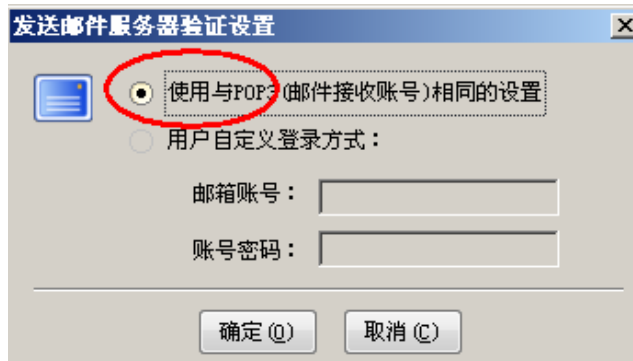 发送邮件服务器验证设置
使用与POP3(邮件接收账号)相同的设置
用户自定义登录方式：
邮箱账号：
账号密码：
确定(O) 取消(C)